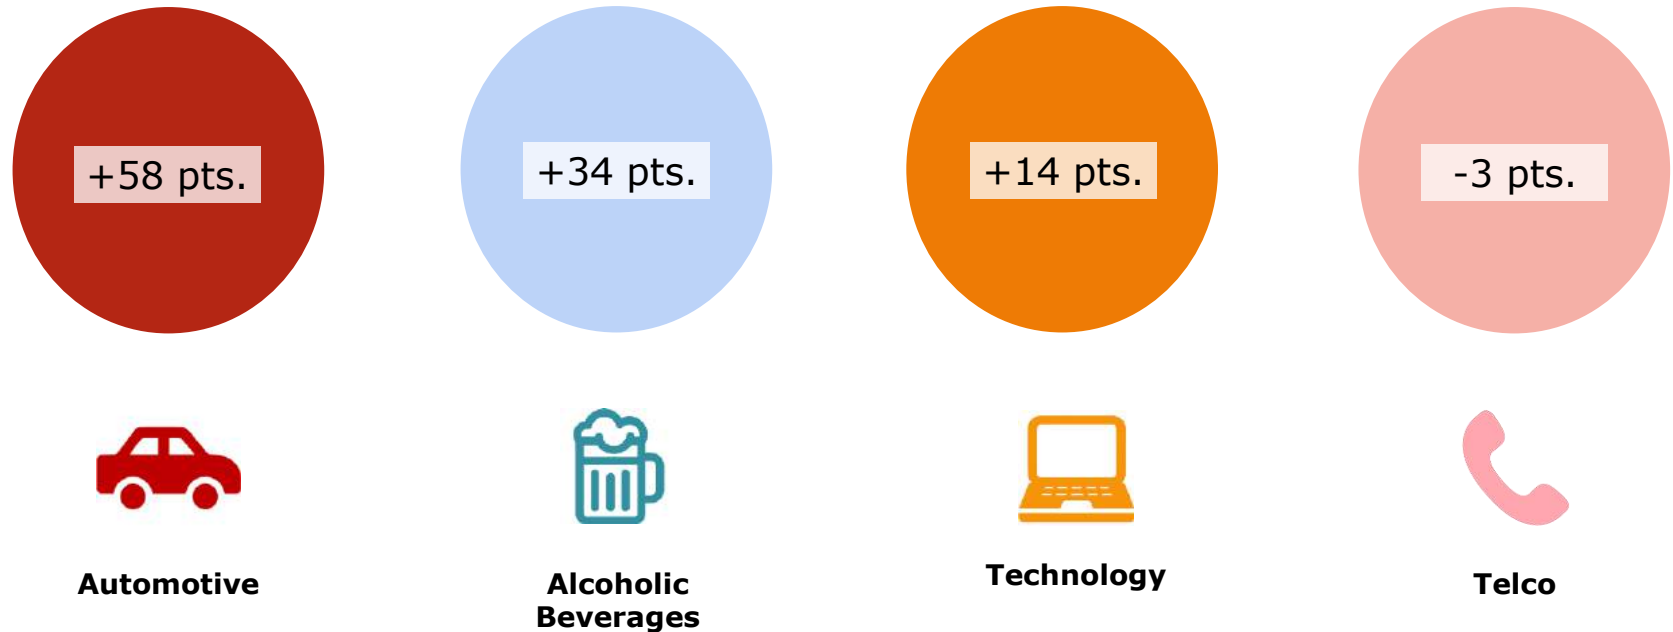 +58 pts.
+34 pts.
+14 pts.
-3 pts.
Automotive
Alcoholic
Beverages
Technology
Telco